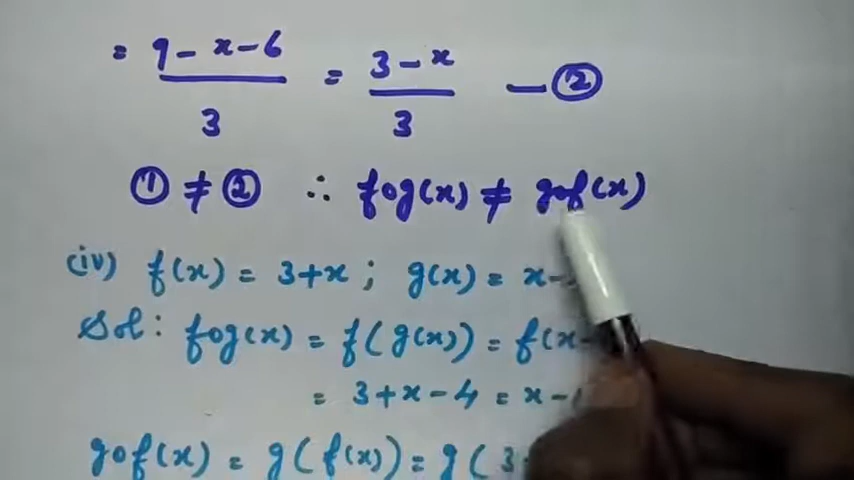 = 9 - x - 6 / 3 = 3 - x / 3 — ②
① ≠ ② ∴ fog(x) ≠ gof(x)
(iv) f(x) = 3+x ; g(x) = x-
Sol: fog(x) = f(g(x)) = f(x-
= 3+x-4 = x-
gof(x) = g(f(x)) = g(3